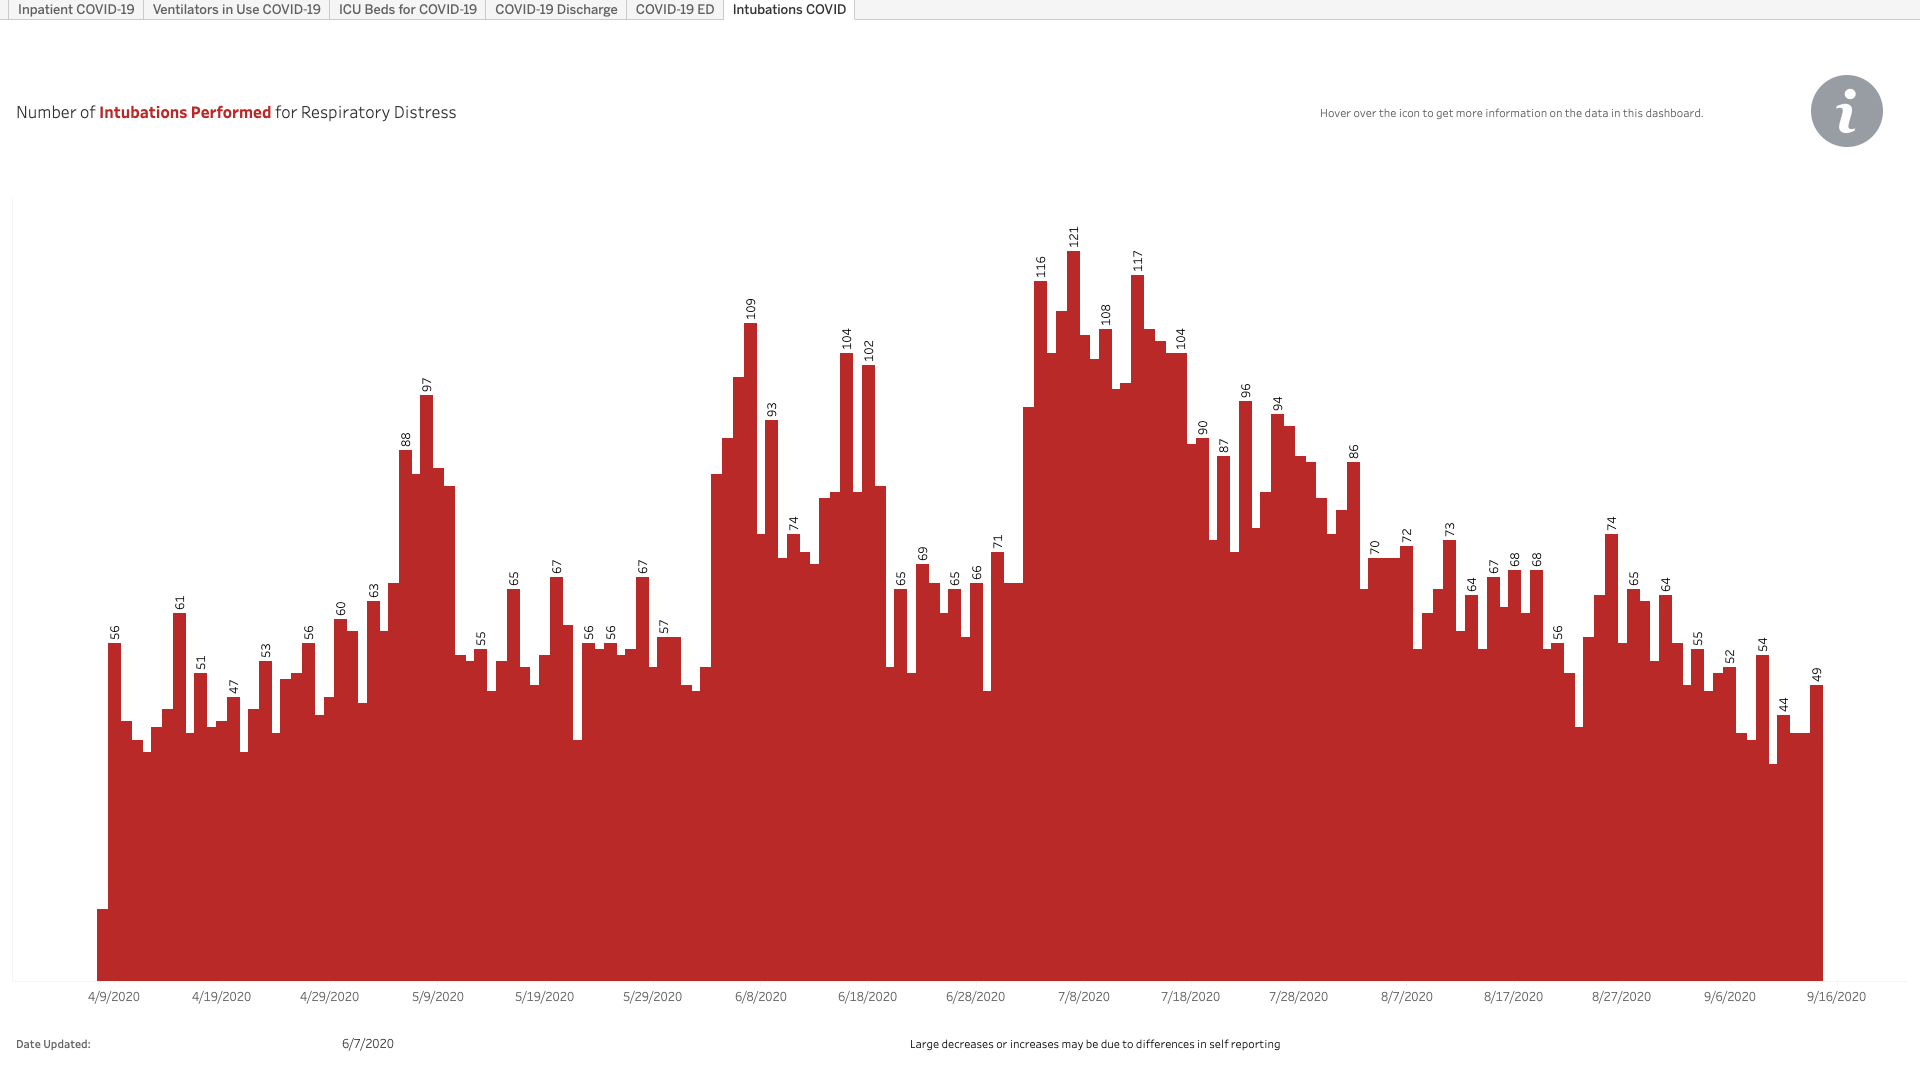 Inpatient COVID-19 Ventilators in Use COVID-19 ICU Beds for COVID-19 COVID-19 Discharge COVID-19 ED Intubations COVID
Number of Intubations Performed for Respiratory Distress
Hover over the icon to get more information on the data in this dashboard.
i
56 61 51 47 53 56 60 63 88 97 55 65 67 56 56 67 57 109 93 74 104 102 65 69 65 66 71 116 121 108 117 104 90 87 96 94 86 70 72 73 64 67 68 68 56 74 65 64 55 52 54 44 49
4/9/2020 4/19/2020 4/29/2020 5/9/2020 5/19/2020 5/29/2020 6/8/2020 6/18/2020 6/28/2020 7/8/2020 7/18/2020 7/28/2020 8/7/2020 8/17/2020 8/27/2020 9/6/2020 9/16/2020
Date Updated: 6/7/2020
Large decreases or increases may be due to differences in self reporting